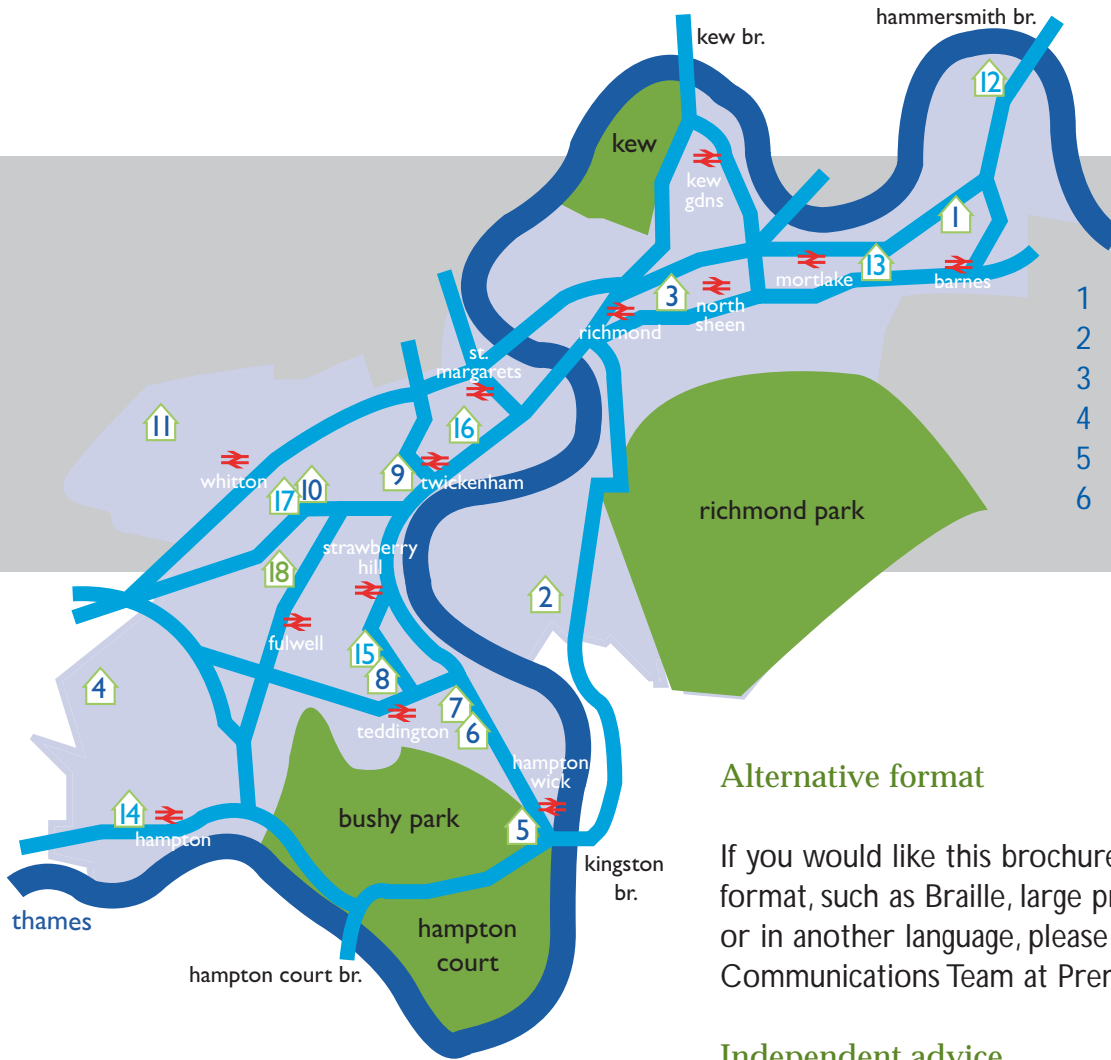 hammersmith br.
kew br.
12
kew
kew
gdns
1
13
mortlake
barnes
3
north
sheen
richmond
st.
margarets
16
11
whitton
9
twickenham
17
10
richmond park
strawberry
hill
18
2
fulwell
15
8
4
7
6
teddington
hampton
wick
14
hampton
bushy park
5
kingston
br.
thames
hampton
court
hampton court br.
1
2
3
4
5
6
Alternative format
If you would like this brochure
format, such as Braille, large
or in another language, please
Communications Team at
Independent advice